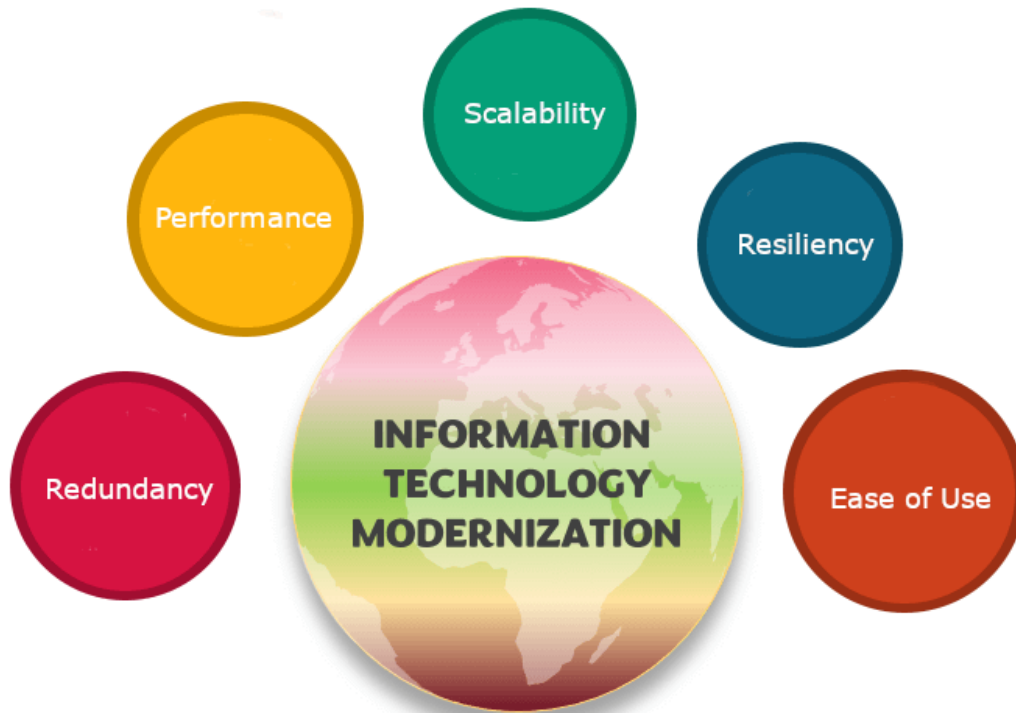 Scalability
Performance
Resiliency
INFORMATION
TECHNOLOGY
MODERNIZATION
Redundancy
Ease of Use